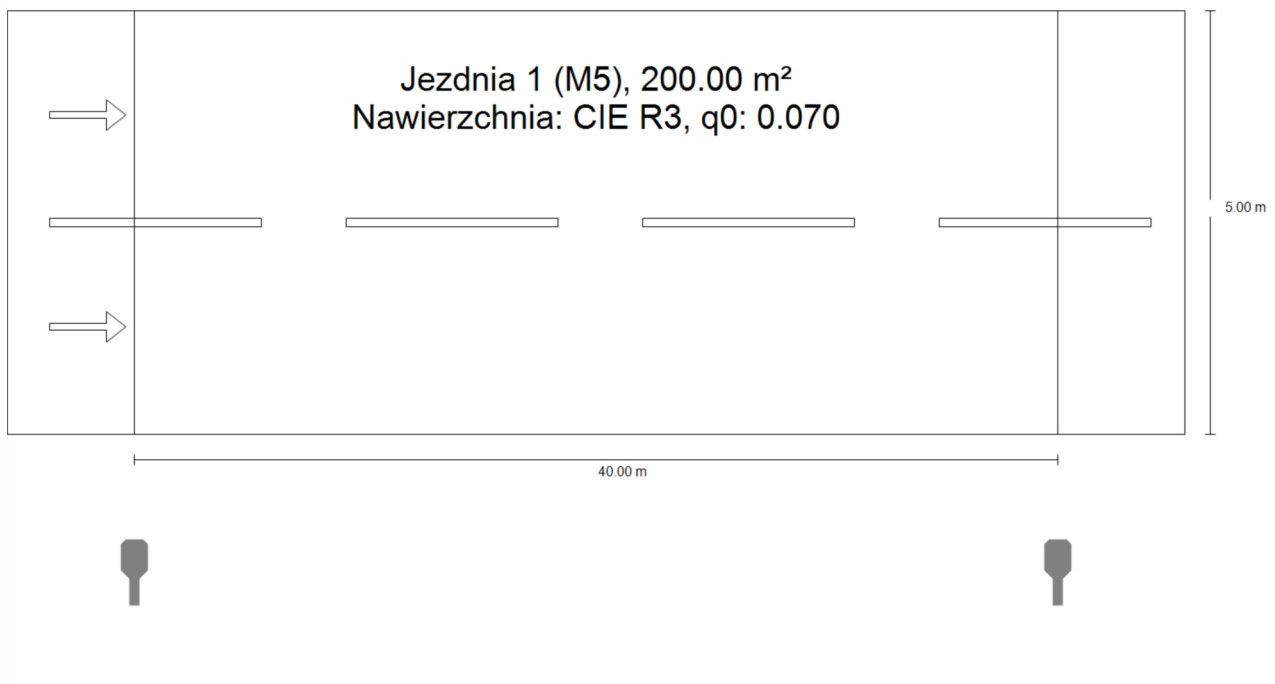 Jezdnia 1 (M5), 200.00 m²
Nawierzchnia: CIE R3, q0: 0.070
5.00 m
40.00 m